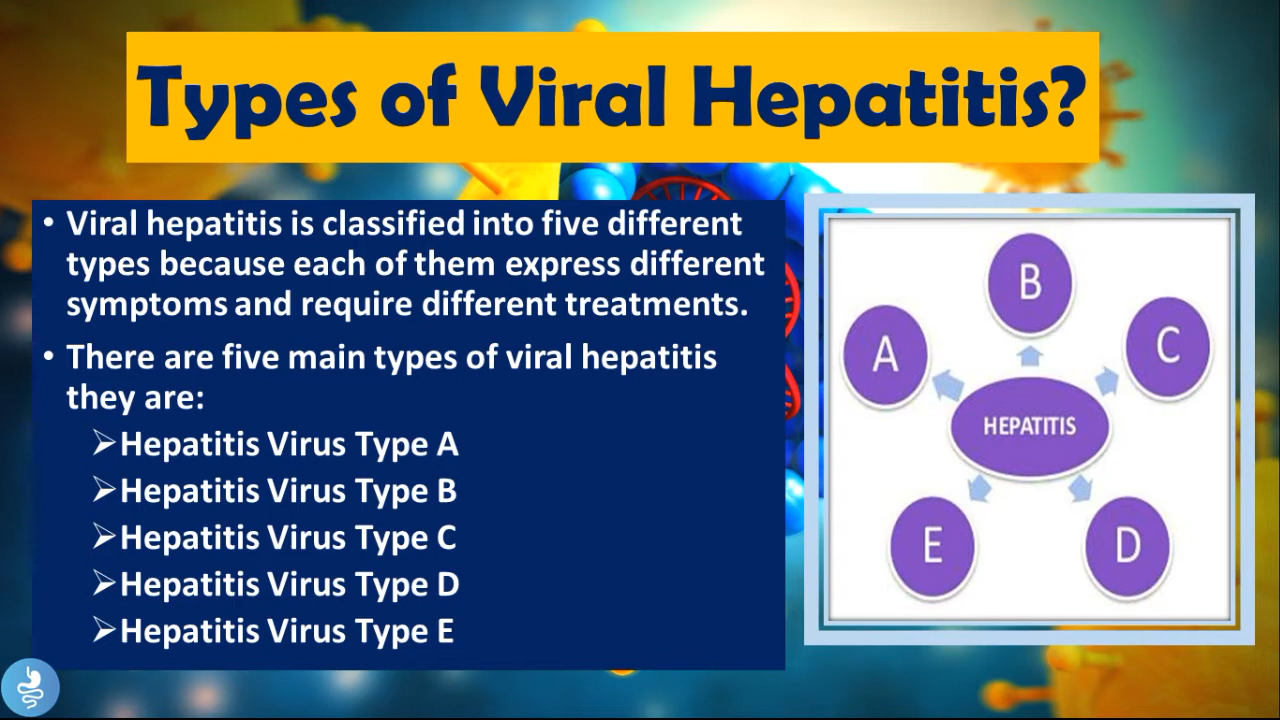 Types of Viral Hepatitis?
• Viral hepatitis is classified into five different
types because each of them express different
symptoms and require different treatments.
• There are five main types of viral hepatitis
they are:
➢Hepatitis Virus Type A
➢Hepatitis Virus Type B
➢Hepatitis Virus Type C
➢Hepatitis Virus Type D
➢Hepatitis Virus Type E
B
A
C
HEPATITIS
E
D